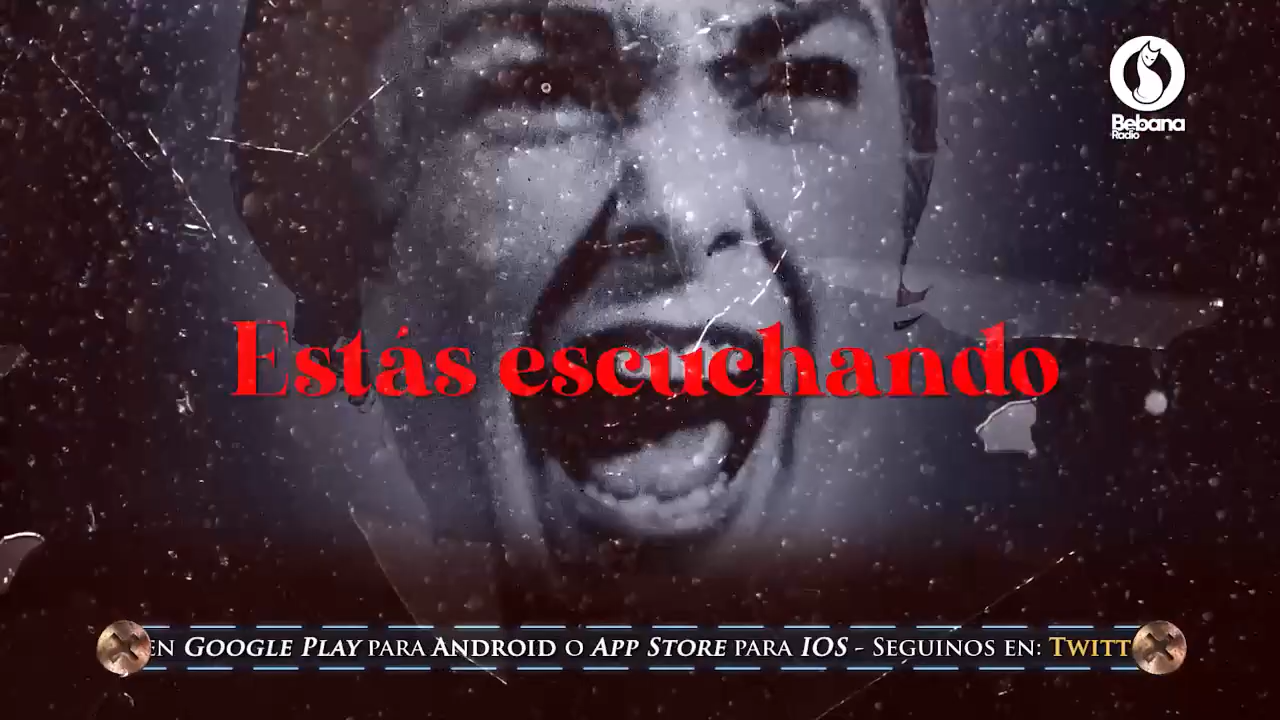 Bebana
Radio
Estás escuchando
EN GOOGLE PLAY PARA ANDROID O APP STORE PARA IOS - SEGUINOS EN: TWITT